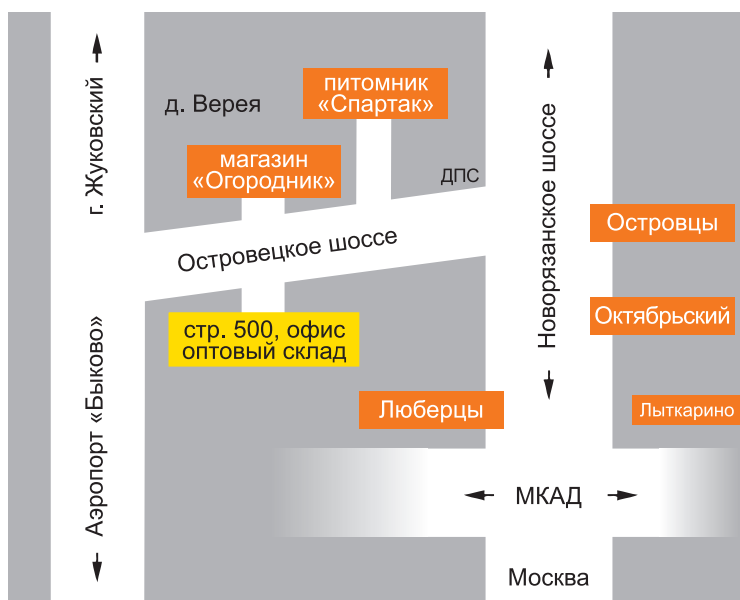 питомник
«Спартак»
д. Верея
магазин
«Огородник»
ДПС
г. Жуковский
Новорязанское шоссе
Островцы
Островецкое шоссе
Октябрьский
стр. 500, офис
оптовый склад
Аэропорт «Быково»
Люберцы
Лыткарино
МКАД
Москва